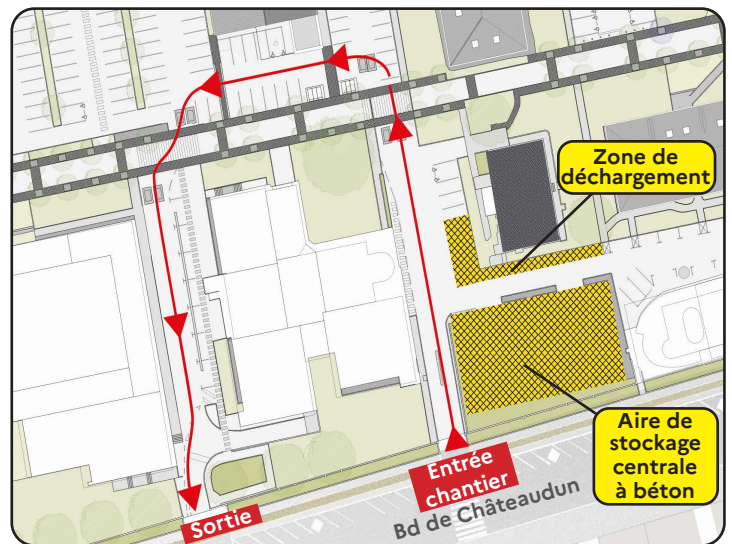 Zone de
déchargement
Aire de
stockage
centrale
à béton
Entrée
chantier
Bd de Châteaudun
Sortie